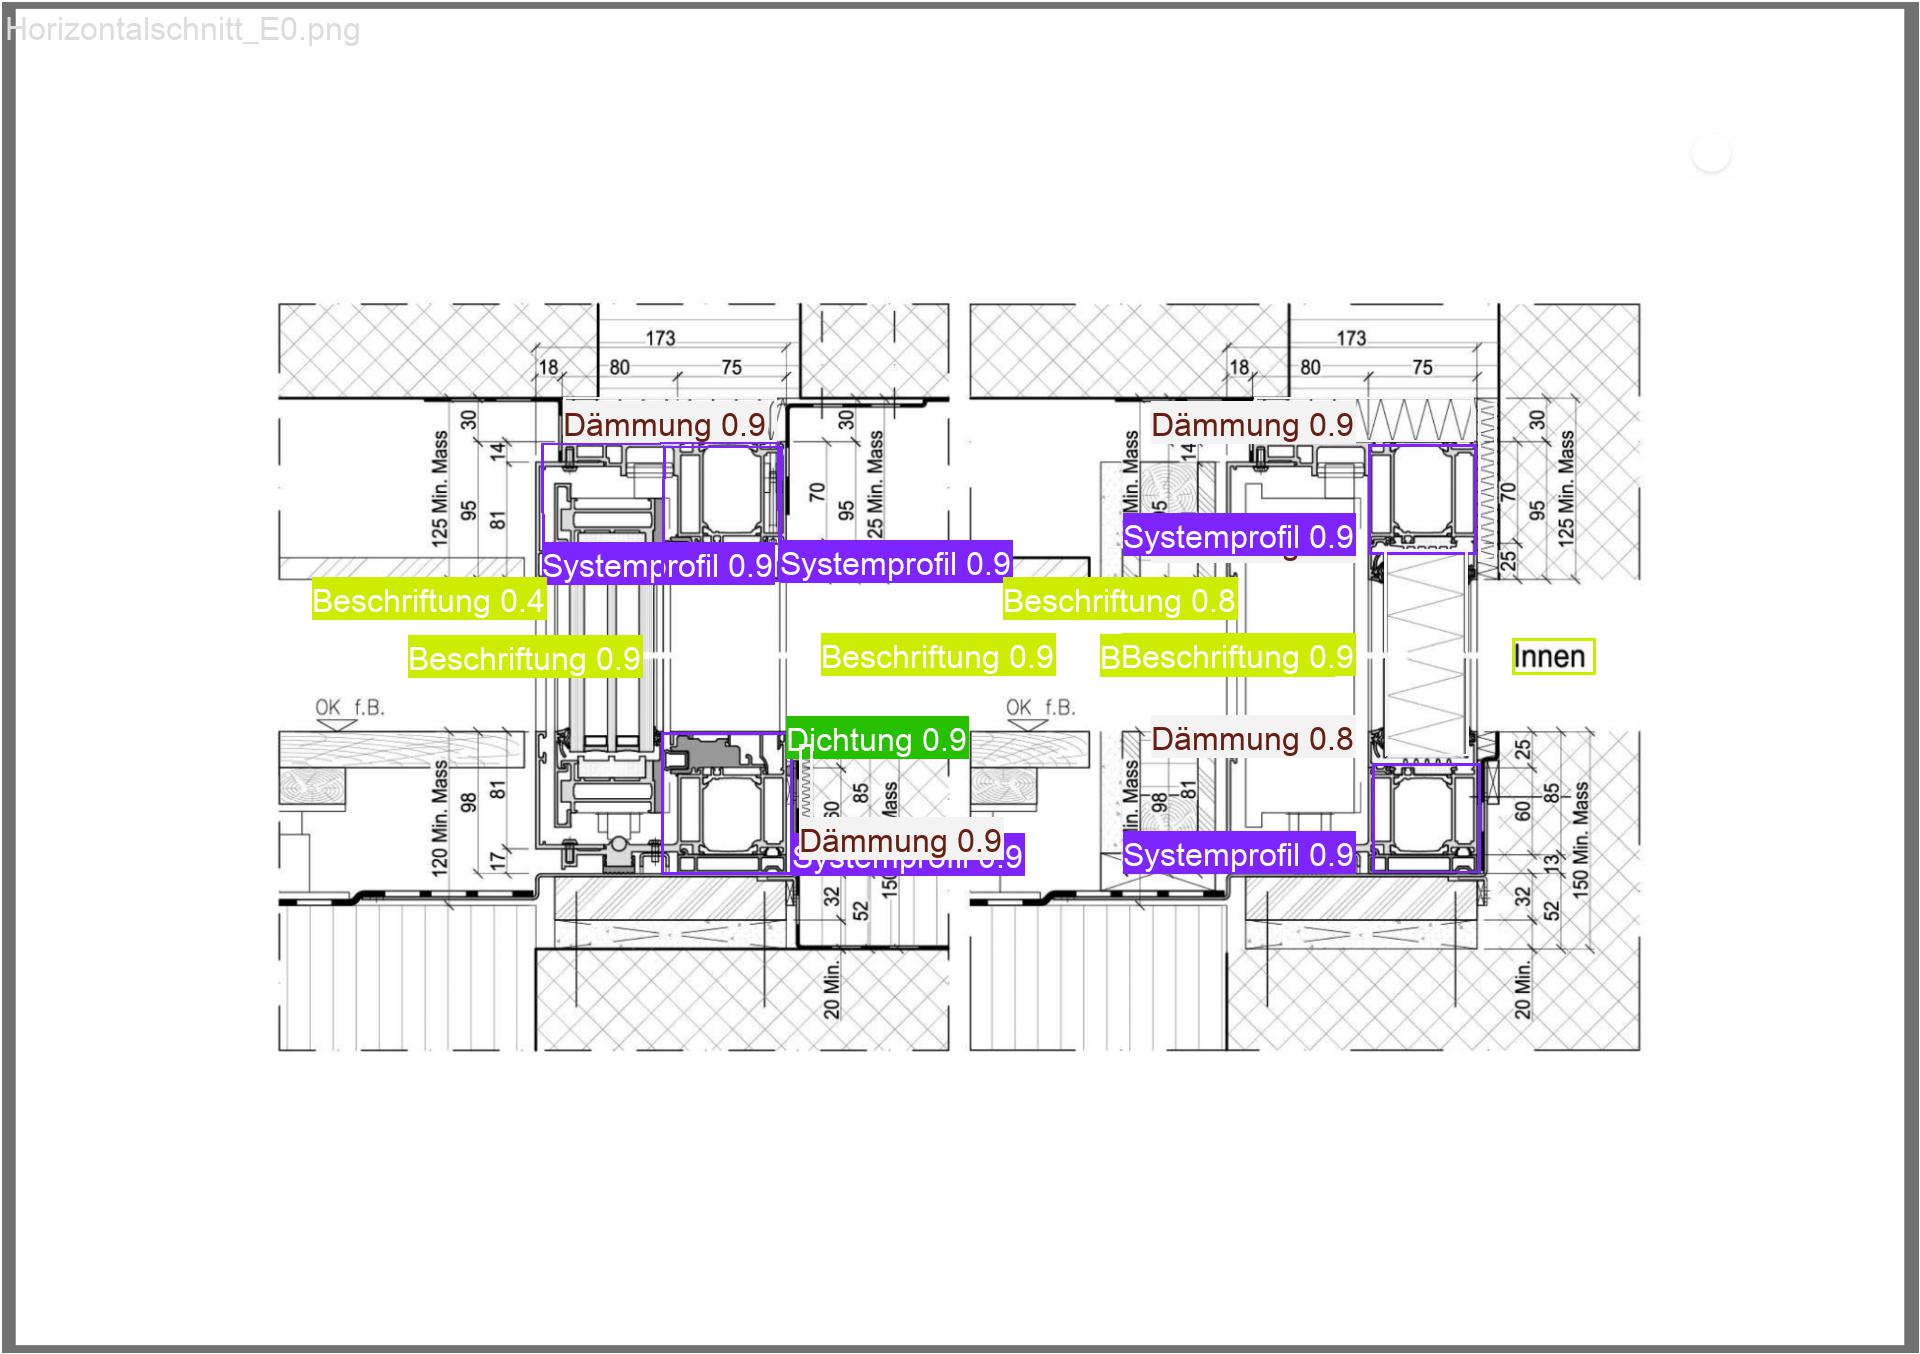 Horizontalschnitt_E0.png
173
173
18
80
75
18
80
75
30
125 Min. Mass
14
95
81
Dämmung 0.9
30
70
95
25 Min. Mass
Min. Mass
14
95
Dämmung 0.9
30
70
95
25
125 Min. Mass
Systemprofil 0.9
Systemprofil 0.9
Systemprofil 0.9
Beschriftung 0.4
Beschriftung 0.8
Beschriftung 0.9
Beschriftung 0.9
BBeschriftung 0.9
Innen
OK f.B.
OK f.B.
Dichtung 0.9
Dämmung 0.8
120 Min. Mass
98
81
17
60
85
Mass
150
Dämmung 0.9
Systemprofil 0.9
32
52
20 Min.
Min. Mass
98
81
Systemprofil 0.9
25
60
85
13
150 Min. Mass
32
52
20 Min.